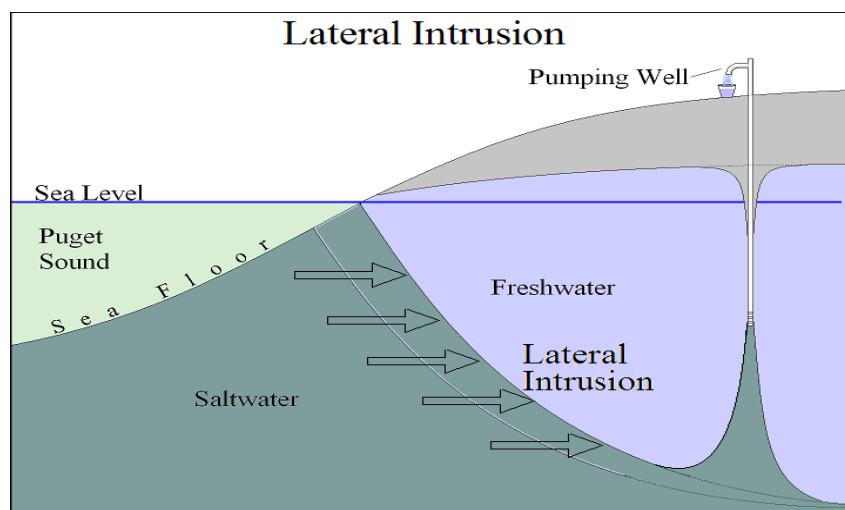 Lateral Intrusion
Pumping Well
Sea Level
Puget
Sound
Sea Floor
Freshwater
Lateral
Intrusion
Saltwater